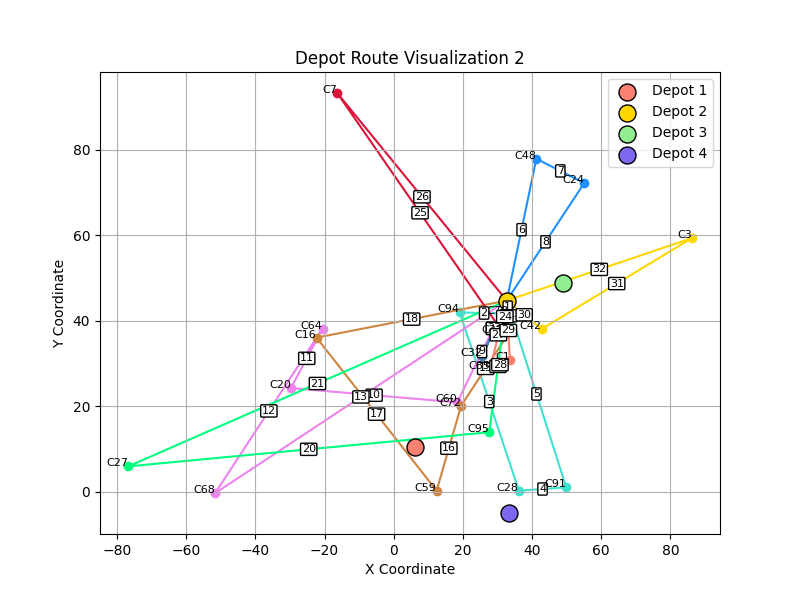 Depot Route Visualization 2
Depot 1
Depot 2
Depot 3
Depot 4
Y Coordinate
X Coordinate
80
60
40
20
0
−80
−60
−40
−20
0
20
40
60
80
C7
C48
C24
C3
C94
C42
C64
C16
C1
C20
C60
C72
C95
C27
C68
C59
C28
C91
26
25
7
6
8
32
31
30
18
24
29
11
9
28
21
10
13
12
3
5
17
16
20
4